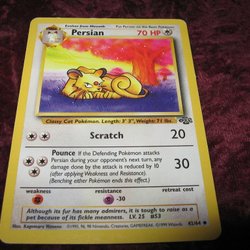 Evolves from Meowth
Put Persian on the Basic Pokémon
Persian 70 HP
Classy Cat Pokémon. Length: 3' 3", Weight: 71 lbs.
Scratch 20
Pounce If the Defending Pokémon attacks
Persian during your opponent's next turn, any
damage done by the attack is reduced by 10
(after applying Weakness and Resistance).
(Benching or evolving either Pokémon
ends this effect.) 30
weakness resistance retreat cost
-30
Although its fur has many admirers, it is tough to raise as a
pet because of its fickle meanness. LV. 25 #53
Illus. Kagemaru Himeno
43/64